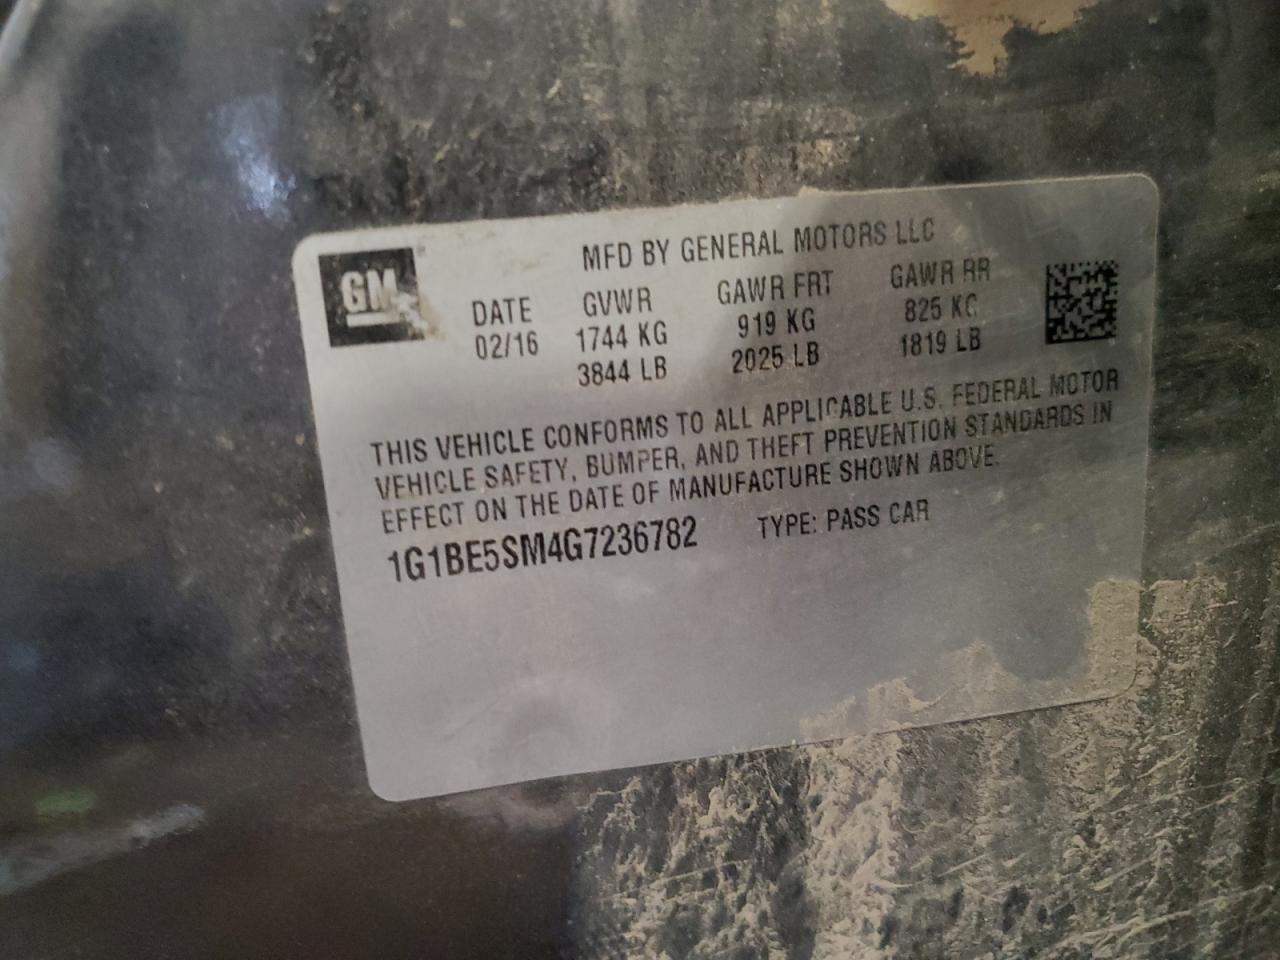 GM
MFD BY GENERAL MOTORS LLC
DATE GVWR GAWR FRT GAWR RR
02/16 1744 KG 919 KG 825 KG
3844 LB 2025 LB 1819 LB
THIS VEHICLE CONFORMS TO ALL APPLICABLE U.S. FEDERAL MOTOR
VEHICLE SAFETY, BUMPER, AND THEFT PREVENTION STANDARDS IN
EFFECT ON THE DATE OF MANUFACTURE SHOWN ABOVE.
1G1BE5SM4G7236782 TYPE: PASS CAR